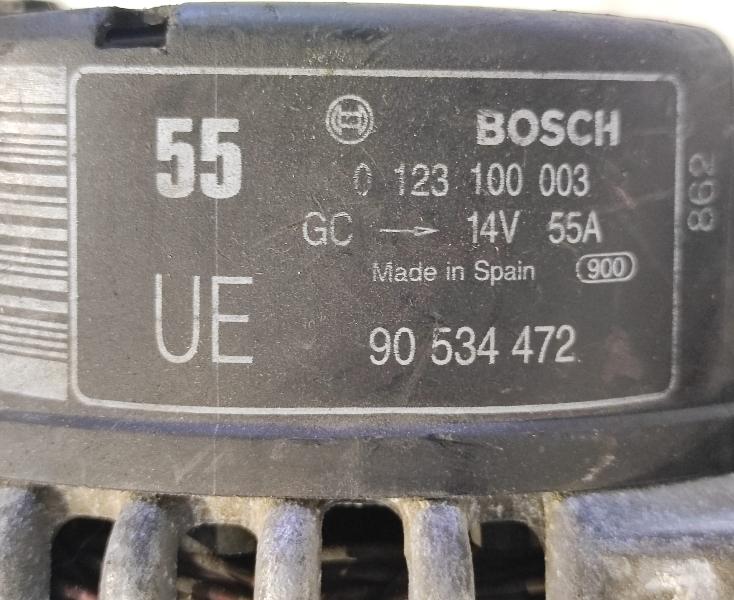 55 BOSCH
0 123 100 003
GC → 14V 55A
Made in Spain 900
UE 90 534 472
862